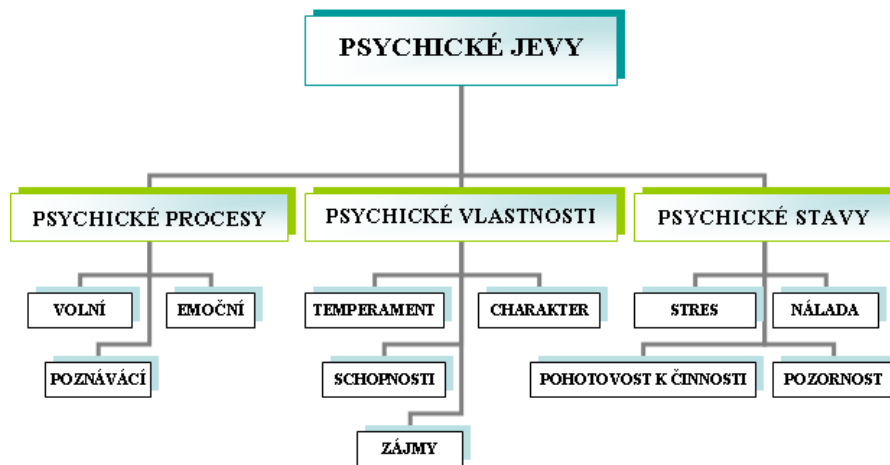 PSYCHICKÉ JEVY
PSYCHICKÉ PROCESY
PSYCHICKÉ VLASTNOSTI
PSYCHICKÉ STAVY
VOLNÍ
EMOČNÍ
TEMPERAMENT
CHARAKTER
STRES
NÁLADA
POZNÁVÁCÍ
SCHOPNOSTI
POHOTOVOST K ČINNOSTI
POZORNOST
ZÁJMY